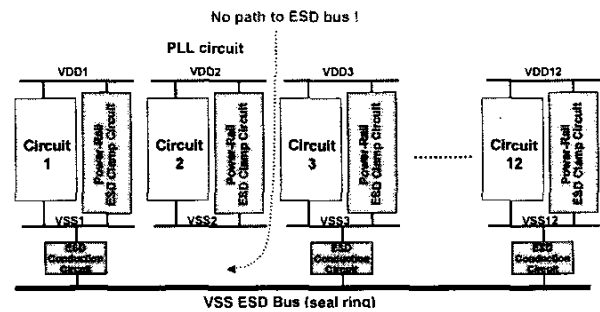 No path to ESD bus !
PLL circuit
VDD1
VDD2
VDD3
VDD12
Circuit
1
Power-Rail
ESD Clamp Circuit
Circuit
2
Power-Rail
ESD Clamp Circuit
Circuit
3
Power-Rail
ESD Clamp Circuit
Circuit
12
Power-Rail
ESD Clamp Circuit
VSS1
VSS2
VSS3
VSS12
ESD
Conduction
Circuit
ESD
Conduction
Circuit
ESD
Conduction
Circuit
VSS ESD Bus (seal ring)